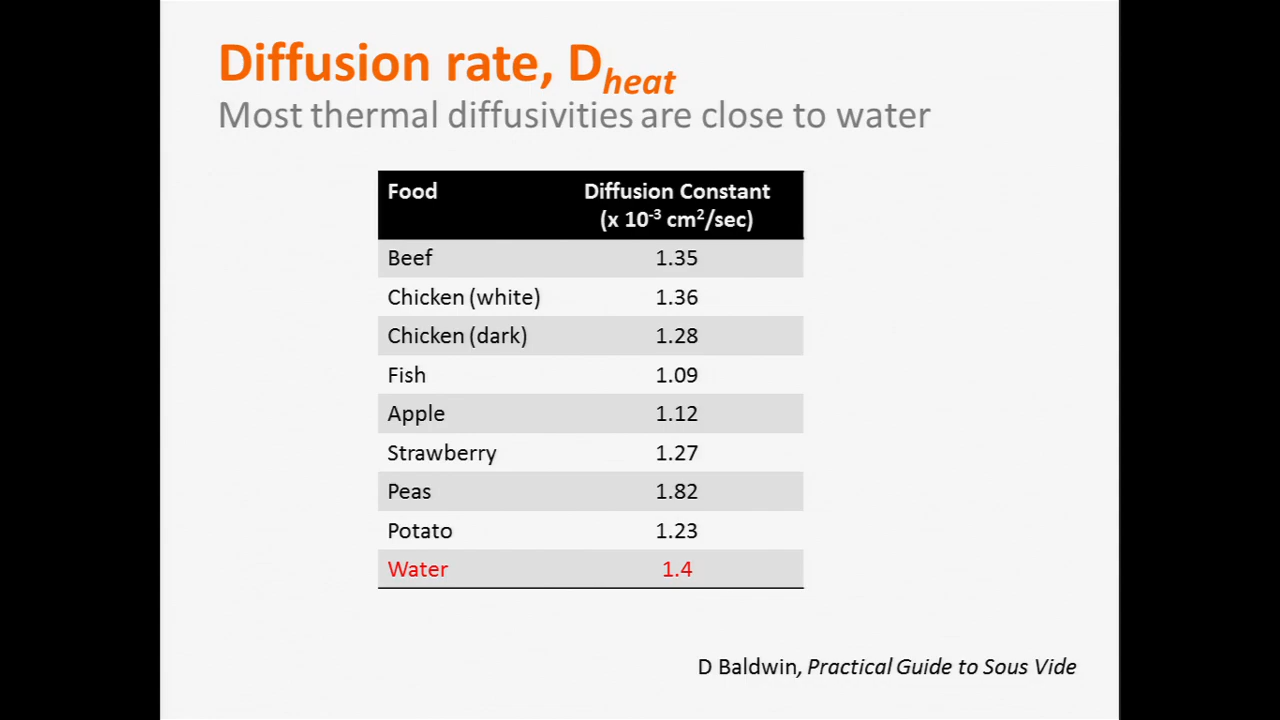 Diffusion rate, Dheat
Most thermal diffusivities are close to water
Food Diffusion Constant
(x 10⁻³ cm²/sec)
Beef 1.35
Chicken (white) 1.36
Chicken (dark) 1.28
Fish 1.09
Apple 1.12
Strawberry 1.27
Peas 1.82
Potato 1.23
Water 1.4
D Baldwin, Practical Guide to Sous Vide